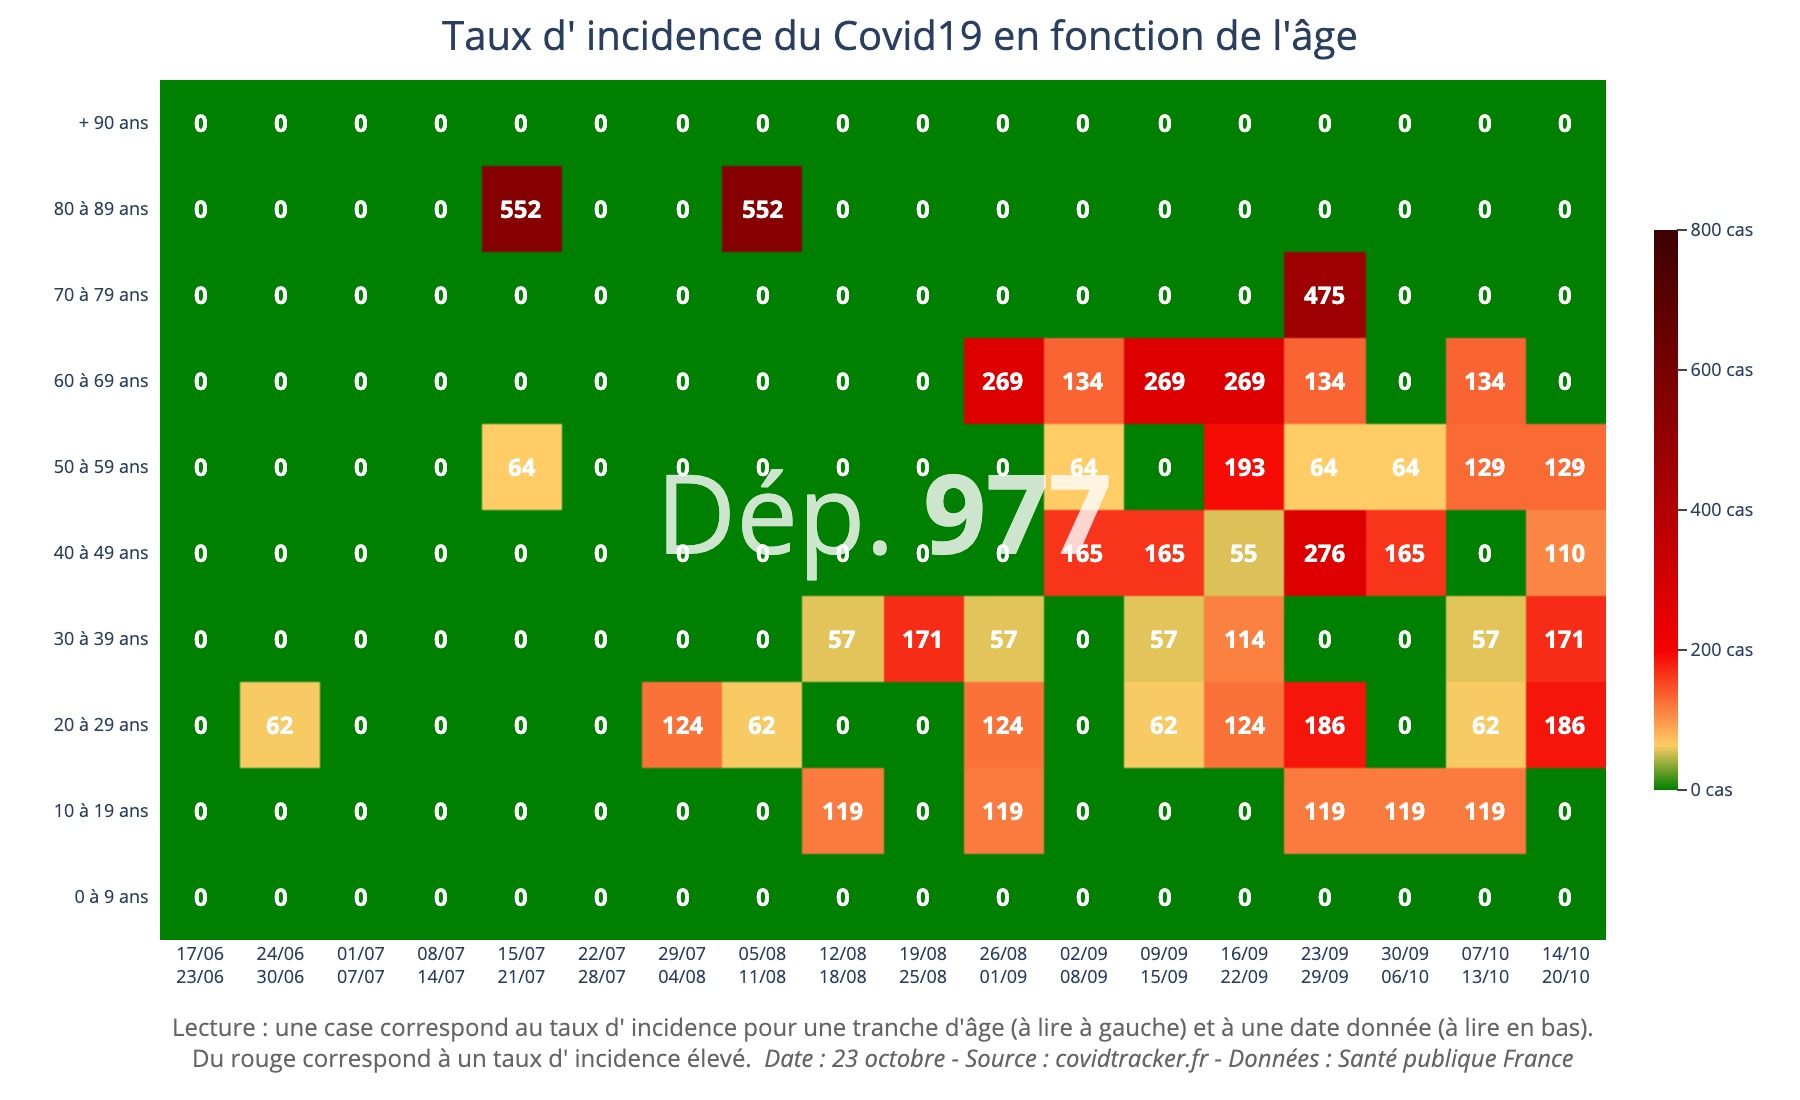 Taux d' incidence du Covid19 en fonction de l'âge
+ 90 ans 0 0 0 0 0 0 0 0 0 0 0 0 0 0 0 0 0 0
80 à 89 ans 0 0 0 0 552 0 0 552 0 0 0 0 0 0 0 0 0 0
800 cas
70 à 79 ans 0 0 0 0 0 0 0 0 0 0 0 0 0 0 475 0 0 0
600 cas
60 à 69 ans 0 0 0 0 0 0 0 0 0 0 269 134 269 269 134 0 134 0
50 à 59 ans 0 0 0 0 64 0 0 0 0 0 0 64 0 193 64 64 129 129
Dép. 977
400 cas
40 à 49 ans 0 0 0 0 0 0 0 0 0 0 0 165 165 55 276 165 0 110
30 à 39 ans 0 0 0 0 0 0 0 0 57 171 57 0 57 114 0 0 57 171
200 cas
20 à 29 ans 0 62 0 0 0 0 124 62 0 0 124 0 62 124 186 0 62 186
0 cas
10 à 19 ans 0 0 0 0 0 0 0 0 119 0 119 0 0 0 119 119 119 0
0 à 9 ans 0 0 0 0 0 0 0 0 0 0 0 0 0 0 0 0 0 0
17/06 24/06 01/07 08/07 15/07 22/07 29/07 05/08 12/08 19/08 26/08 02/09 09/09 16/09 23/09 30/09 07/10 14/10
23/06 30/06 07/07 14/07 21/07 28/07 04/08 11/08 18/08 25/08 01/09 08/09 15/09 22/09 29/09 06/10 13/10 20/10
Lecture : une case correspond au taux d' incidence pour une tranche d'âge (à lire à gauche) et à une date donnée (à lire en bas).
Du rouge correspond à un taux d' incidence élevé. Date : 23 octobre - Source : covidtracker.fr - Données : Santé publique France